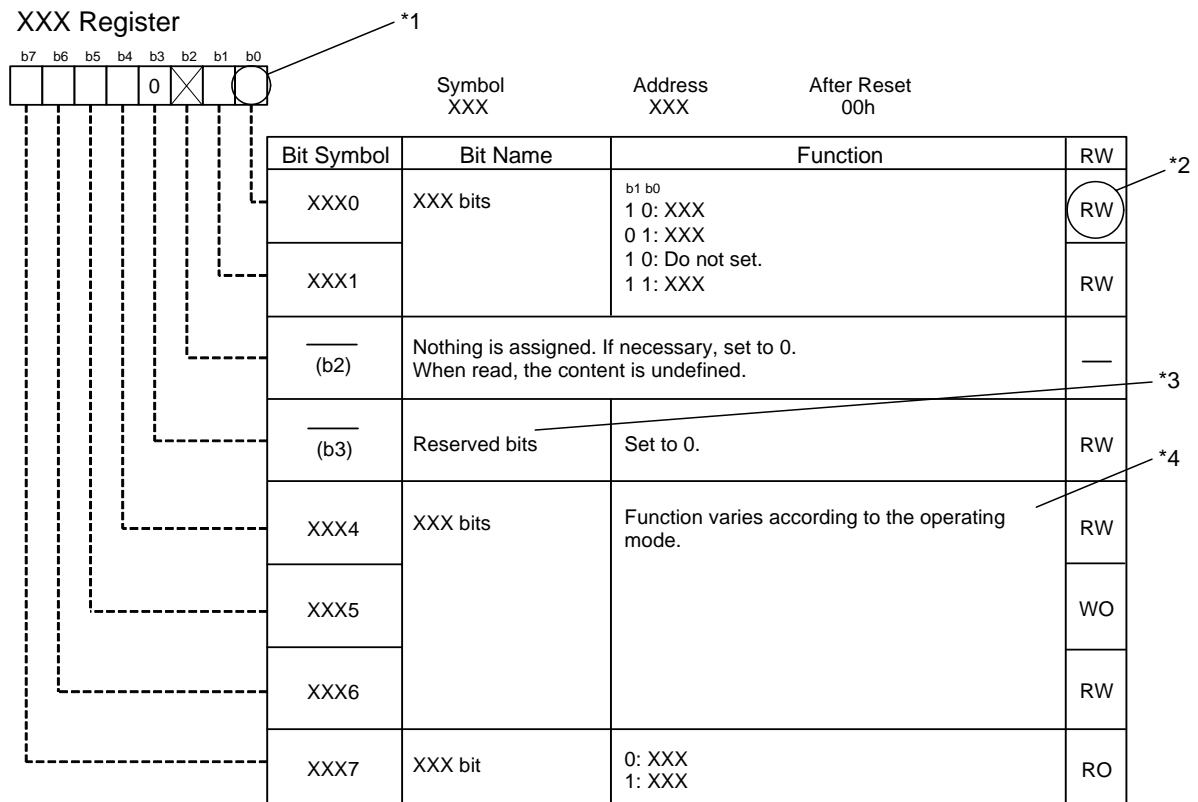 XXX Register
*1
b7 b6 b5 b4 b3 b2 b1 b0
0
Symbol Address After Reset
XXX XXX 00h
Bit Symbol Bit Name Function RW
*2
XXX0 XXX bits b1 b0
1 0: XXX
0 1: XXX
1 0: Do not set.
1 1: XXX
RW
XXX1 RW
(b2) Nothing is assigned. If necessary, set to 0.
When read, the content is undefined.
—
*3
(b3) Reserved bits Set to 0. RW
*4
XXX4 XXX bits Function varies according to the operating
mode.
RW
XXX5 WO
XXX6 RW
XXX7 XXX bit 0: XXX
1: XXX
RO